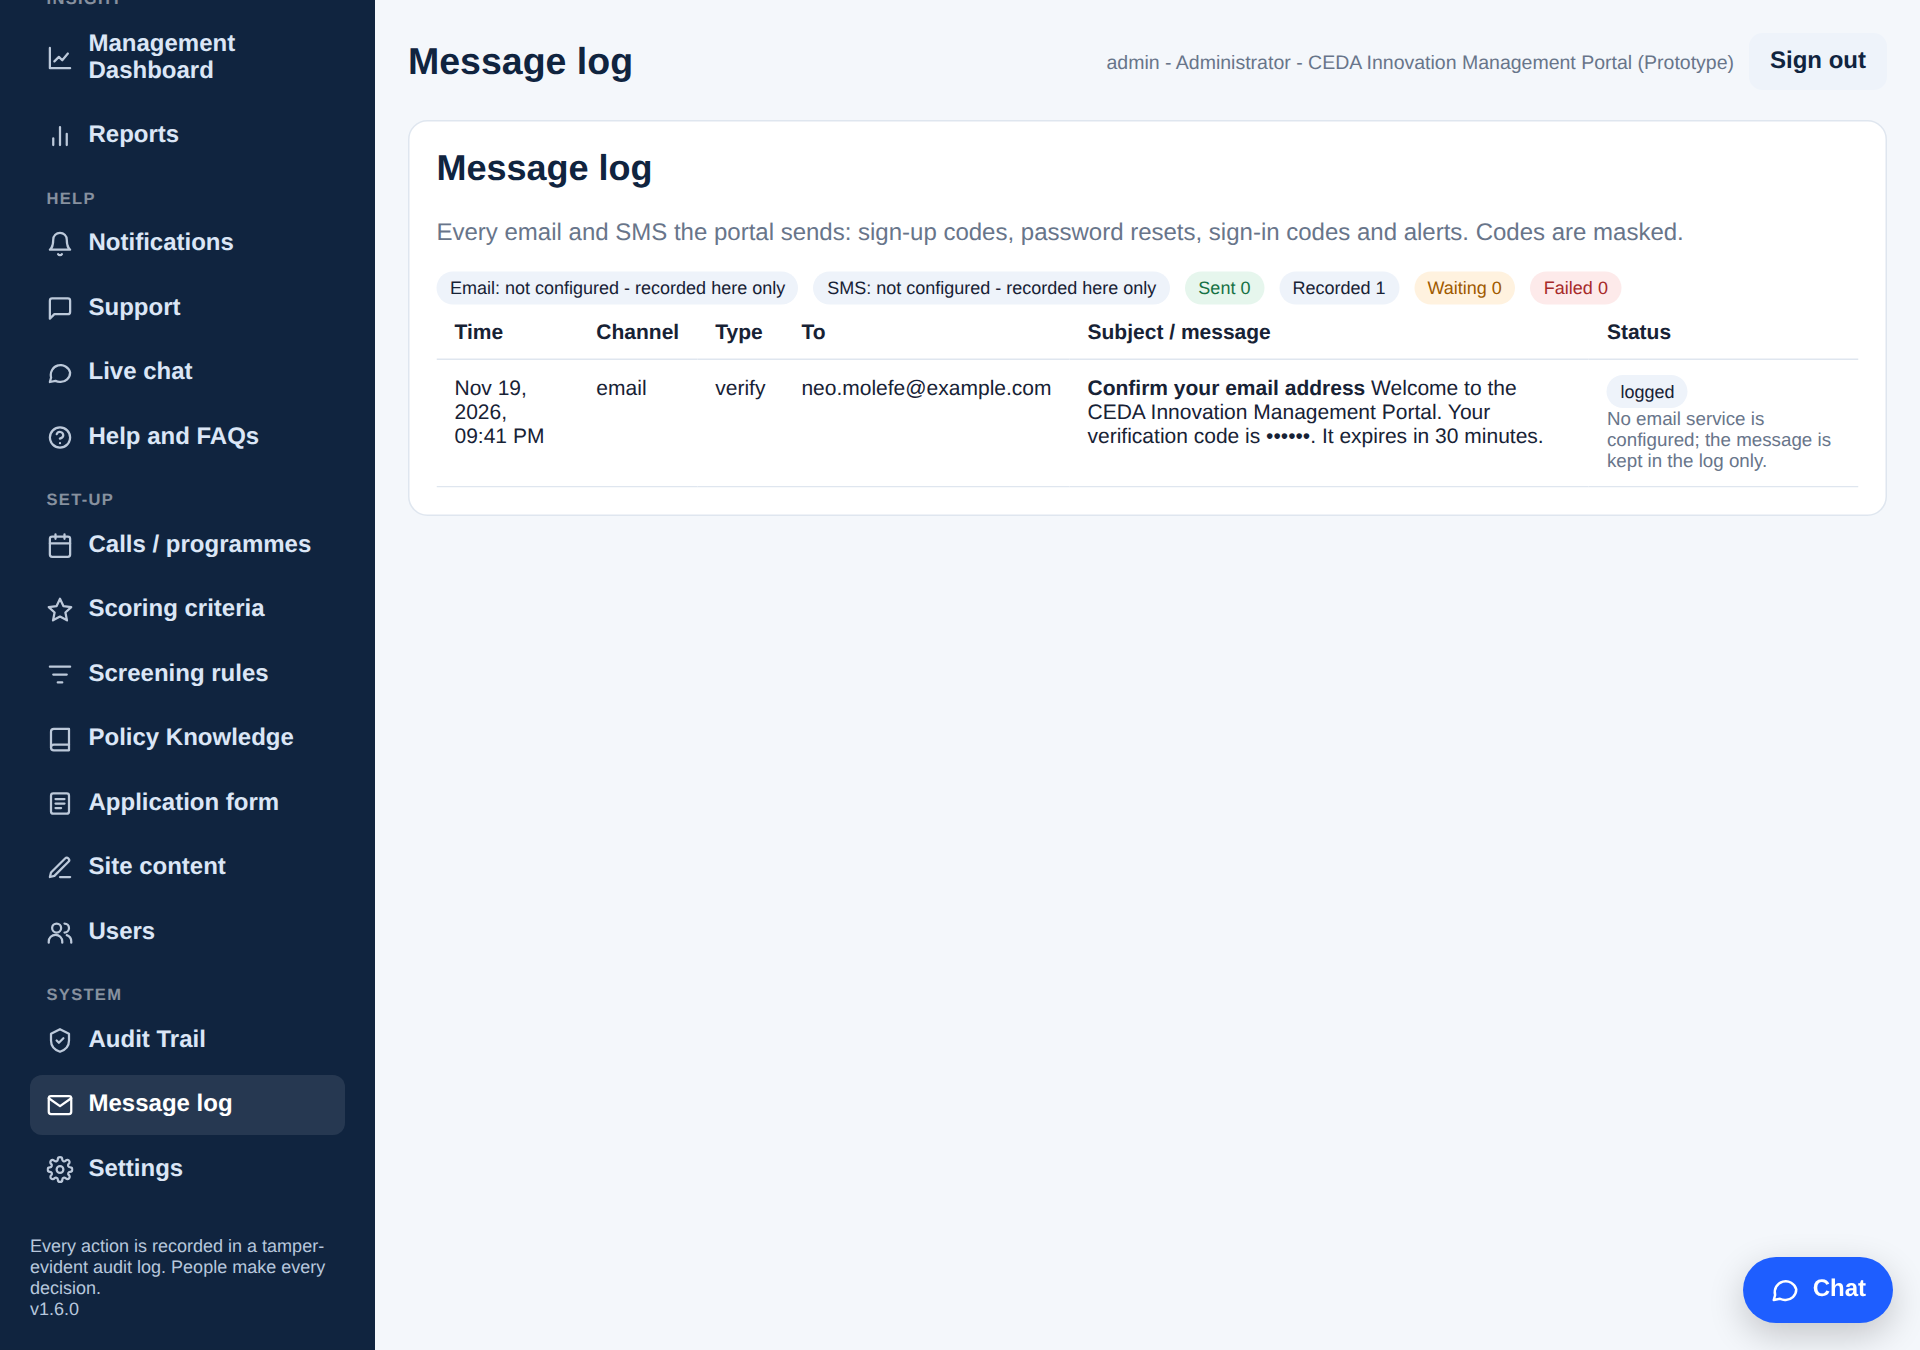 INSIGHT
Management
Dashboard
Reports
HELP
Notifications
Support
Live chat
Help and FAQs
SET-UP
Calls / programmes
Scoring criteria
Screening rules
Policy Knowledge
Application form
Site content
Users
SYSTEM
Audit Trail
Message log
Settings
Every action is recorded in a tamper-
evident audit log. People make every
decision.
v1.6.0
Message log
admin - Administrator - CEDA Innovation Management Portal (Prototype)
Sign out
Message log
Every email and SMS the portal sends: sign-up codes, password resets, sign-in codes and alerts. Codes are masked.
Email: not configured - recorded here only
SMS: not configured - recorded here only
Sent 0
Recorded 1
Waiting 0
Failed 0
Time Channel Type To Subject / message Status
Nov 19,
2026,
09:41 PM
email
verify
neo.molefe@example.com
Confirm your email address Welcome to the
CEDA Innovation Management Portal. Your
verification code is ••••••. It expires in 30 minutes.
logged
No email service is
configured; the message is
kept in the log only.
Chat